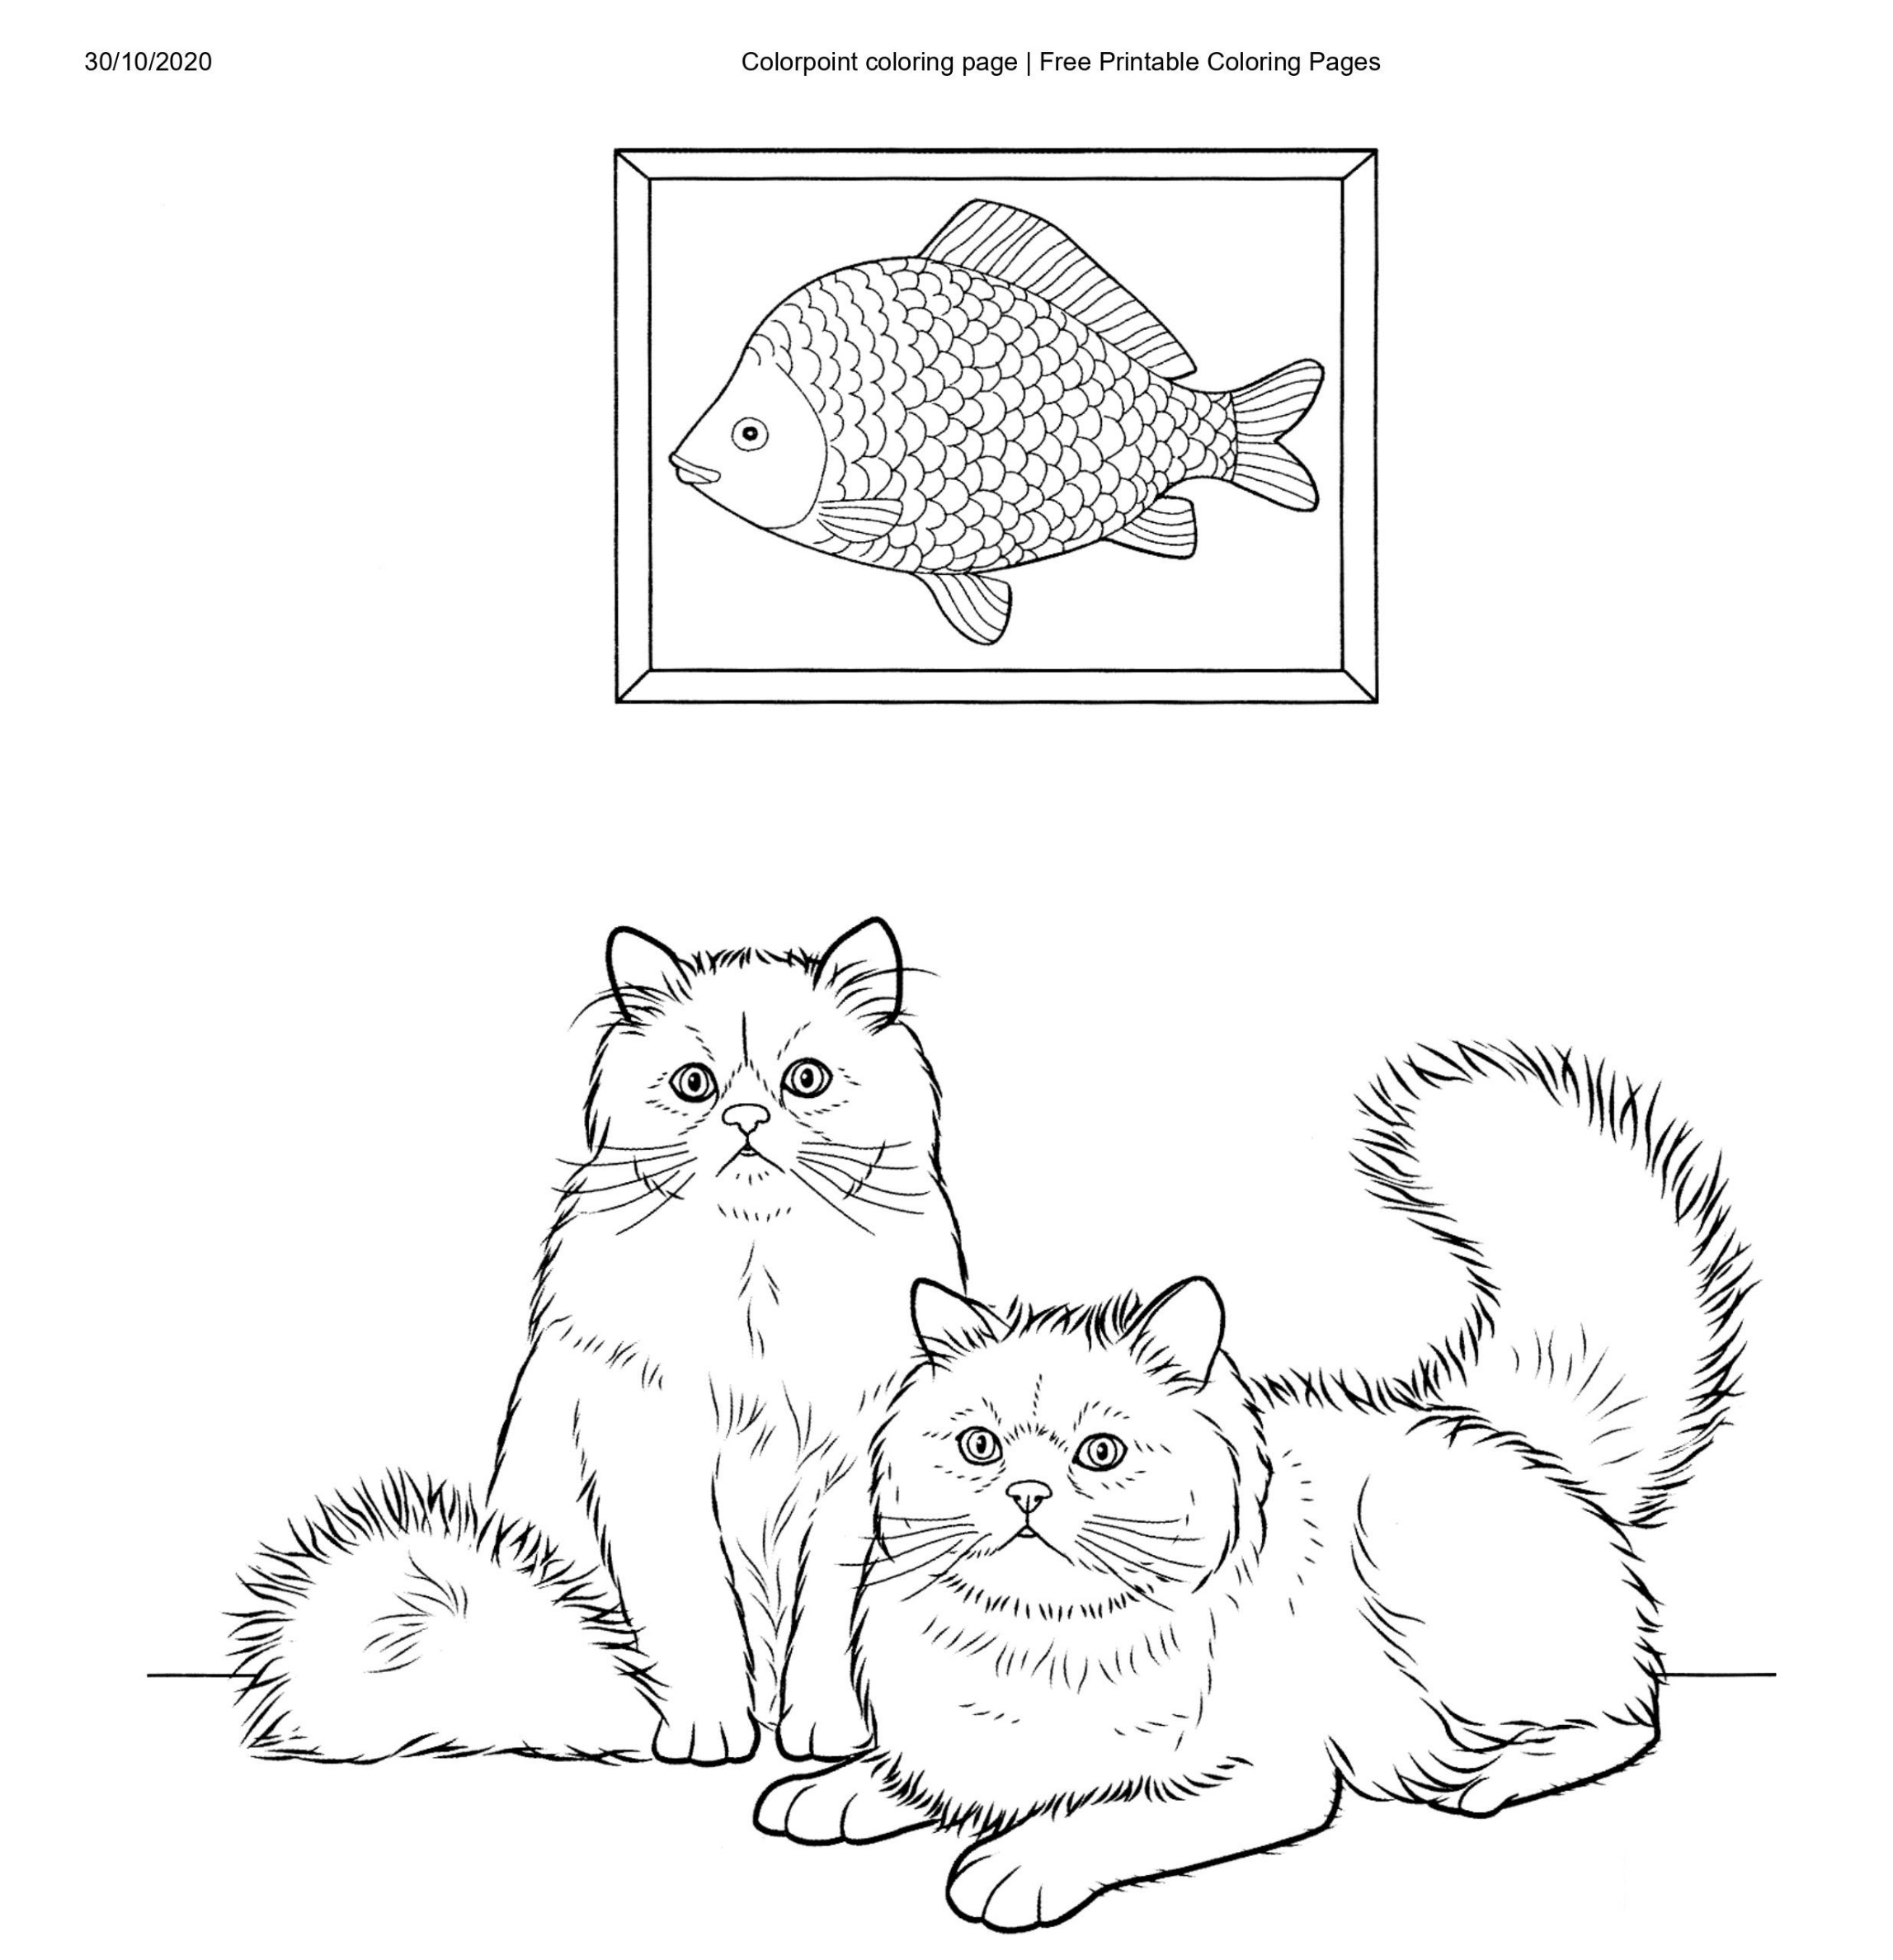 30/10/2020 Colorpoint coloring page | Free Printable Coloring Pages